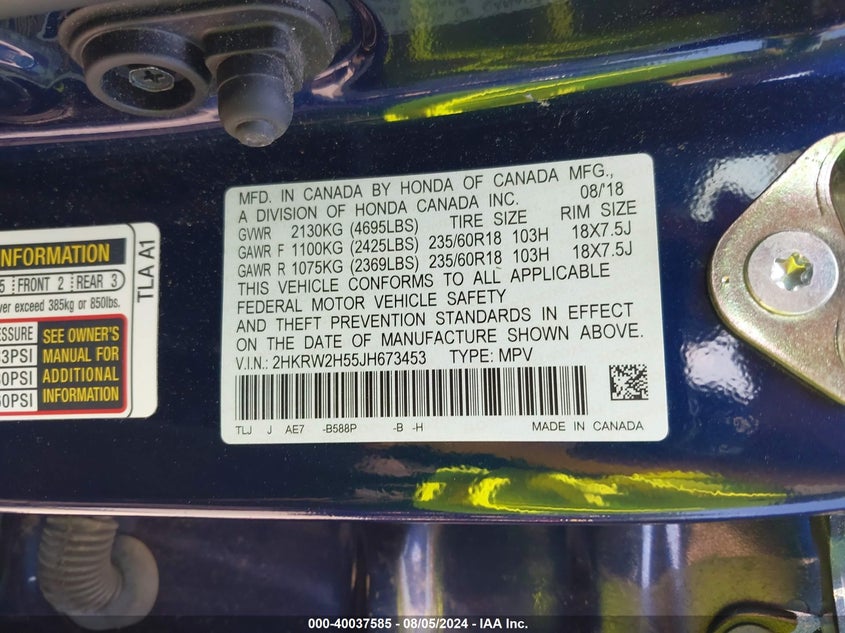 MFD. IN CANADA BY HONDA OF CANADA MFG., 08/'18
A DIVISION OF HONDA CANADA INC.
GVWR 2130KG (4695LBS) TIRE SIZE RIM SIZE
GAWR F 1100KG (2425LBS) 235/60R18 103H 18X7.5J
GAWR R 1075KG (2369LBS) 235/60R18 103H 18X7.5J
THIS VEHICLE CONFORMS TO ALL APPLICABLE
FEDERAL MOTOR VEHICLE SAFETY
AND THEFT PREVENTION STANDARDS IN EFFECT
ON THE DATE OF MANUFACTURE SHOWN ABOVE.
V.I.N.: 2HKRW2H55JH673453 TYPE: MPV
TLJ J AE7 -B588P -B -H MADE IN CANADA
INFORMATION
5 FRONT 2 REAR 3
exceed 385kg or 850lbs.
TLA A1
SEE OWNER'S
MANUAL FOR
ADDITIONAL
INFORMATION
000-40037585 - 08/05/2024 - IAA Inc.